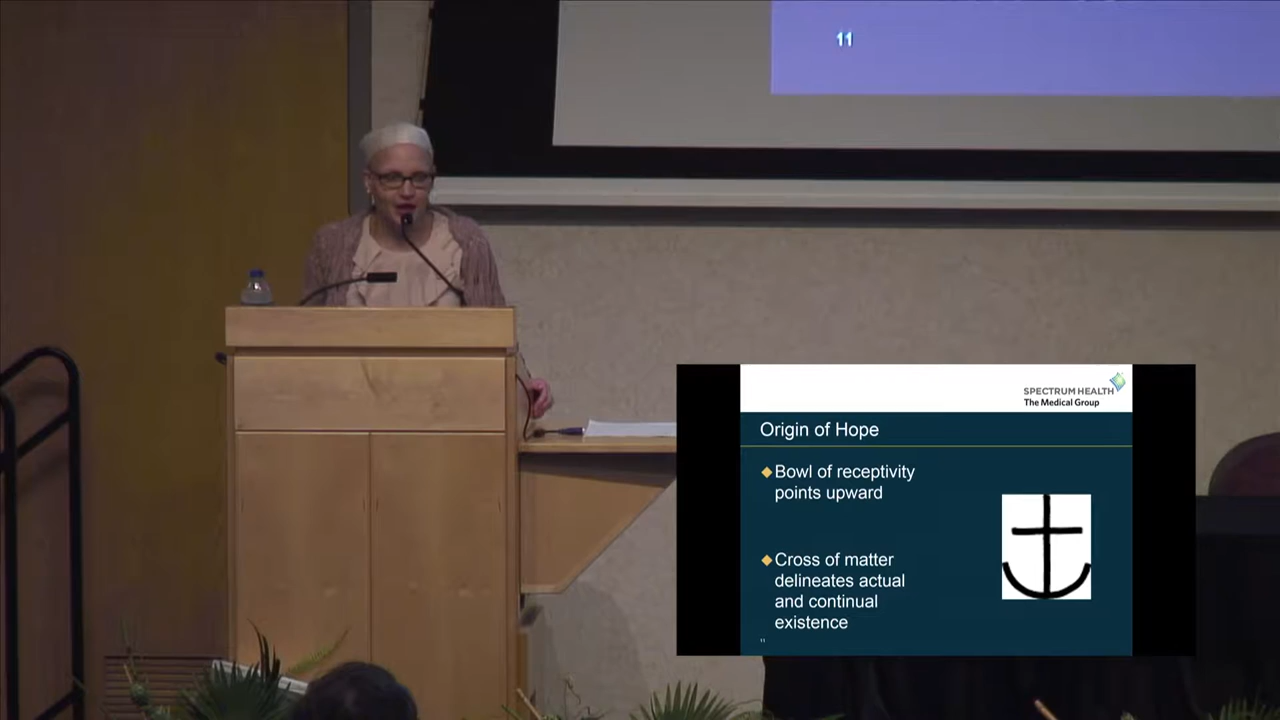 11
SPECTRUM HEALTH
The Medical Group
Origin of Hope
Bowl of receptivity
points upward
Cross of matter
delineates actual
and continual
existence
11